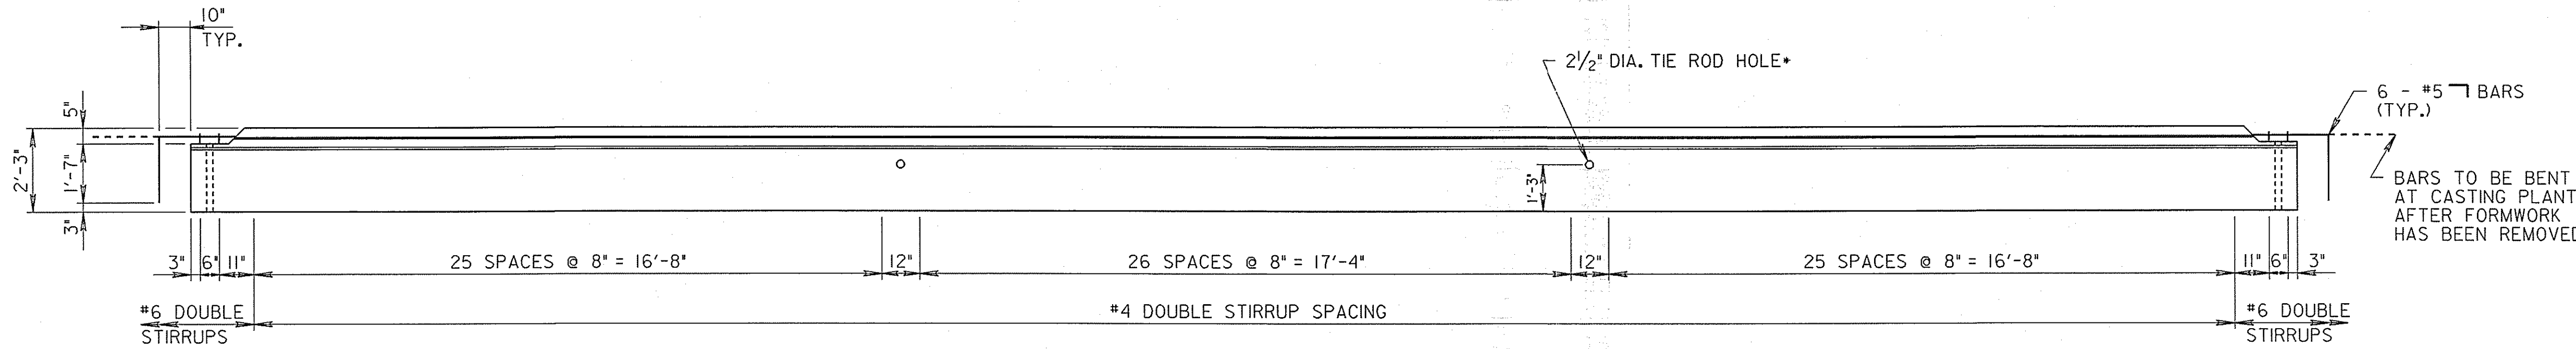 10"
TYP.
2 1/2" DIA. TIE ROD HOLE*
6 - #5 BARS
(TYP.)
5"
2'-3"
1'-7"
3"
1'-3"
BARS TO BE BENT
AT CASTING PLANT
AFTER FORMWORK
HAS BEEN REMOVED
3" 6" 11" 25 SPACES @ 8" = 16'-8" 12" 26 SPACES @ 8" = 17'-4" 12" 25 SPACES @ 8" = 16'-8" 11" 6" 3"
#6 DOUBLE
STIRRUPS
#4 DOUBLE STIRRUP SPACING
#6 DOUBLE
STIRRUPS